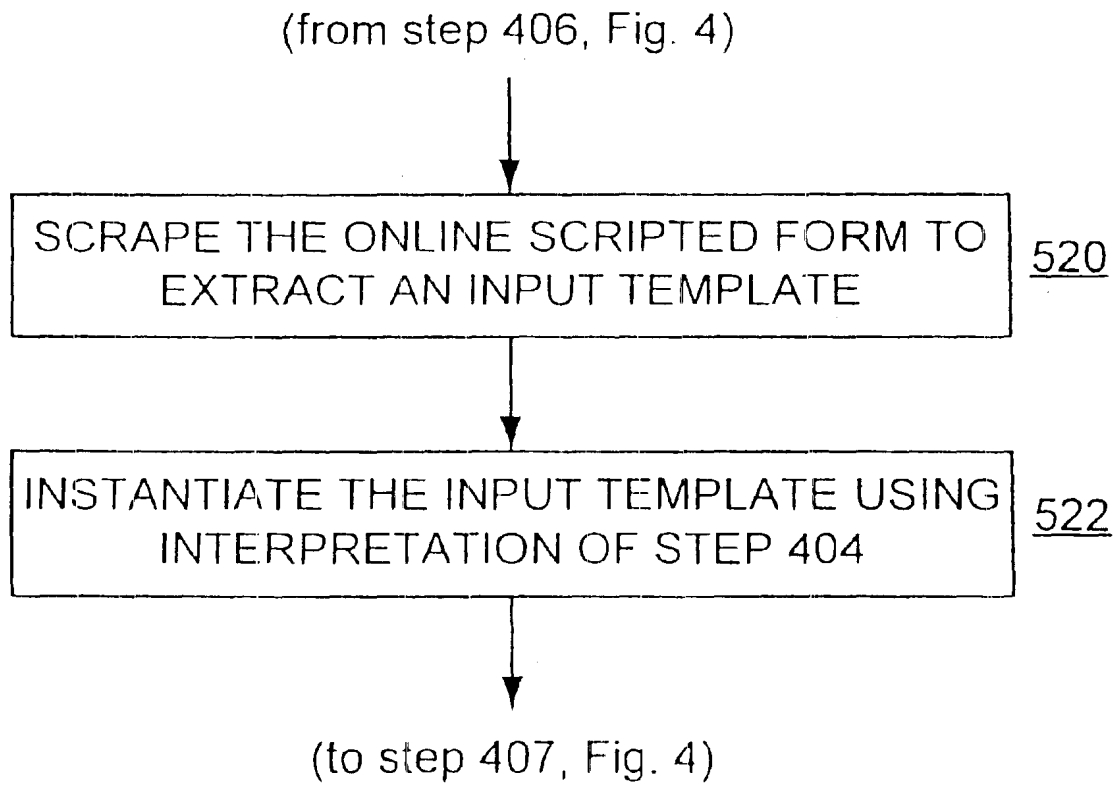 (from step 406, Fig. 4)
SCRAPE THE ONLINE SCRIPTED FORM TO
EXTRACT AN INPUT TEMPLATE
520
INSTANTIATE THE INPUT TEMPLATE USING
INTERPRETATION OF STEP 404
522
(to step 407, Fig. 4)